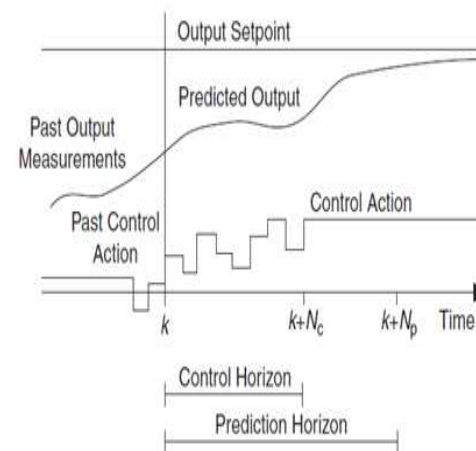 Output Setpoint
Predicted Output
Past Output
Measurements
Past Control
Action
Control Action
k
k+Nc
k+Np
Time
Control Horizon
Prediction Horizon